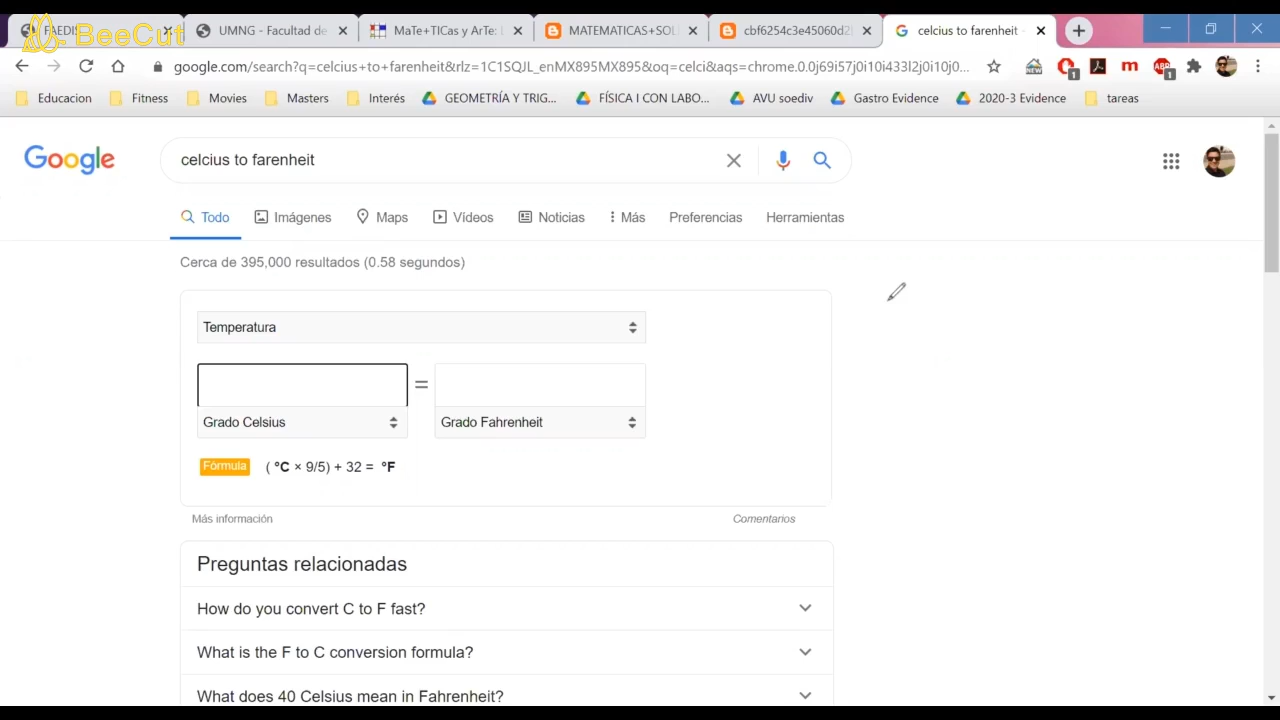 FAEDIS
BeeCut
UMNG - Facultad de
MaTe+TICas y ArTe:
MATEMATICAS+SOL
cbf6254c3e45060d2
celcius to farenheit -
google.com/search?q=celcius+to+farenheit&rlz=1C1SQJL_enMX895MX895&oq=celci&aqs=chrome.0.0j69i57j0i10i433l2j0i10j0...
Educacion
Fitness
Movies
Masters
Interés
GEOMETRÍA Y TRIG...
FÍSICA I CON LABO...
AVU soediv
Gastro Evidence
2020-3 Evidence
tareas
Google
celcius to farenheit
Todo
Imágenes
Maps
Vídeos
Noticias
Más
Preferencias
Herramientas
Cerca de 395,000 resultados (0.58 segundos)
Temperatura
=
Grado Celsius
Grado Fahrenheit
Fórmula
( °C × 9/5) + 32 = °F
Más información
Comentarios
Preguntas relacionadas
How do you convert C to F fast?
What is the F to C conversion formula?
What does 40 Celsius mean in Fahrenheit?